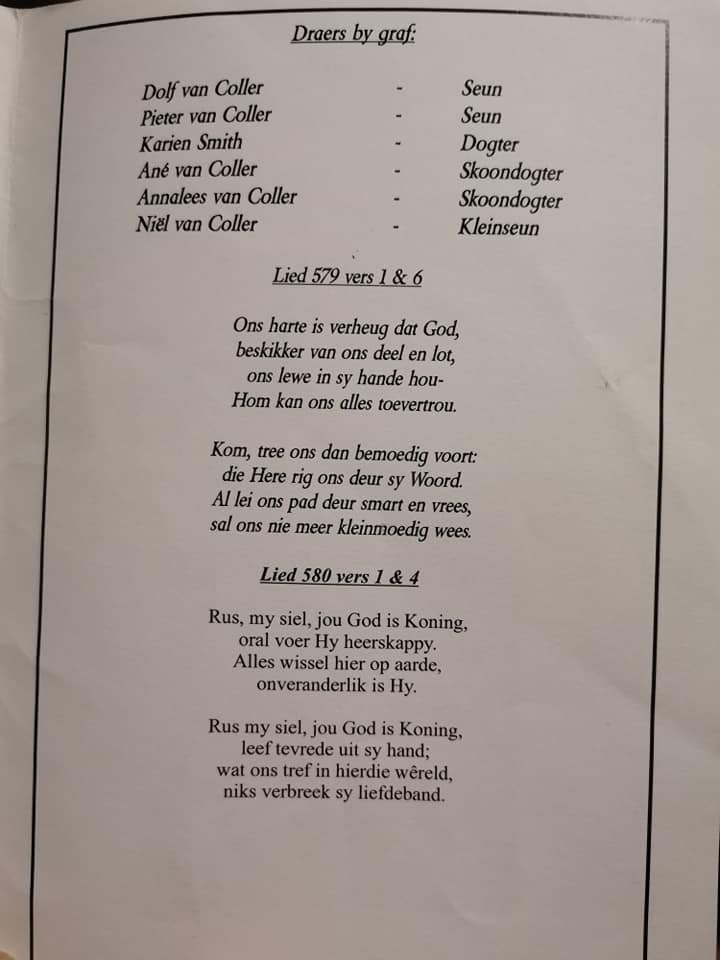 Draers by graf:
Dolf van Coller - Seun
Pieter van Coller - Seun
Karien Smith - Dogter
Ané van Coller - Skoondogter
Annalees van Coller - Skoondogter
Niël van Coller - Kleinseun
Lied 579 vers 1 & 6
Ons harte is verheug dat God,
beskikker van ons deel en lot,
ons lewe in sy hande hou-
Hom kan ons alles toevertrou.
Kom, tree ons dan bemoedig voort:
die Here rig ons deur sy Woord.
Al lei ons pad deur smart en vrees,
sal ons nie meer kleinmoedig wees.
Lied 580 vers 1 & 4
Rus, my siel, jou God is Koning,
oral voer Hy heerskappy.
Alles wissel hier op aarde,
onveranderlik is Hy.
Rus my siel, jou God is Koning,
leef tevrede uit sy hand;
wat ons tref in hierdie wêreld,
niks verbreek sy liefdeband.